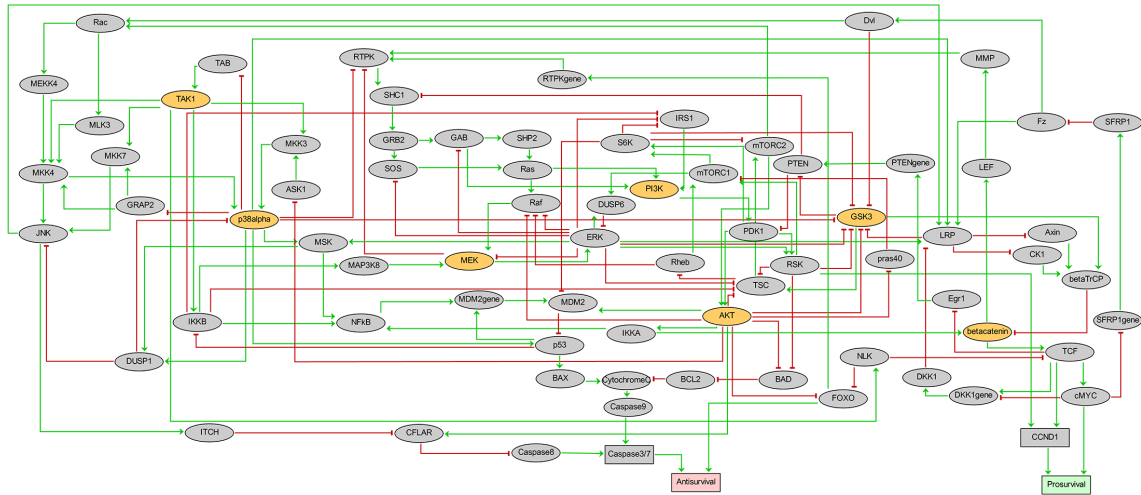 Rac
Dvl
TAB
RTPK
MMP
RTPKgene
MEKK4
TAK1
SHC1
IRS1
Fz
SFRP1
MLK3
MKK3
GRB2
GAB
SHP2
S6K
mTORC2
MKK7
PTEN
PTENgene
LEF
MKK4
SOS
Ras
mTORC1
ASK1
PI3K
GRAP2
Raf
DUSP6
p38alpha
GSK3
JNK
ERK
PDK1
LRP
Axin
MSK
CK1
MAP3K8
MEK
Rheb
RSK
pras40
betaTrCP
TSC
MDM2gene
MDM2
Egr1
IKKB
NFkB
AKT
SFRP1gene
IKKA
betacatenin
p53
NLK
TCF
DUSP1
BAX
CytochromeC
BCL2
BAD
DKK1
FOXO
DKK1gene
cMYC
Caspase9
ITCH
CFLAR
CCND1
Caspase8
Caspase3/7
Antisurvival
Prosurvival